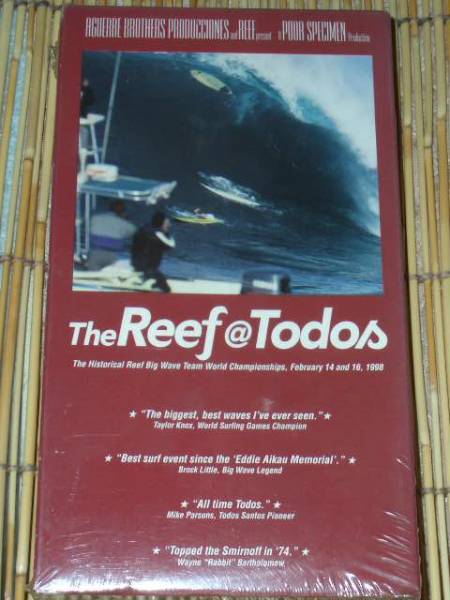 AGUERRE BROTHERS PRODUCCIONES and REEF present a POOR SPECIMEN Production
The Reef @ Todos
The Historical Reef Big Wave Team World Championships, February 14 and 16, 1998
★ "The biggest, best waves I've ever seen." ★
Taylor Knox, World Surfing Games Champion
★ "Best surf event since the 'Eddie Aikau Memorial'." ★
Brock Little, Big Wave Legend
★ "All time Todos." ★
Mike Parsons, Todos Santos Pioneer
★ "Topped the Smirnoff in '74." ★
Wayne "Rabbit" Bartholomew